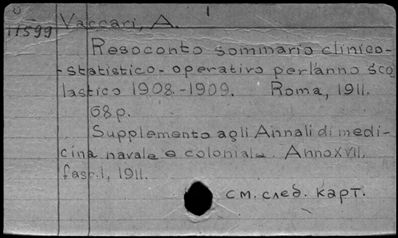 Vaccari, A.
11599
Resoconto sommario clinico-
-statistico-operativo per l'anno sco
lastico 1908-1909. Roma, 1911.
68p.
Supplemento agli Annali di medi-
cina navale e coloniale. Anno XVII,
fasc. I, 1911.
см. след. карт.